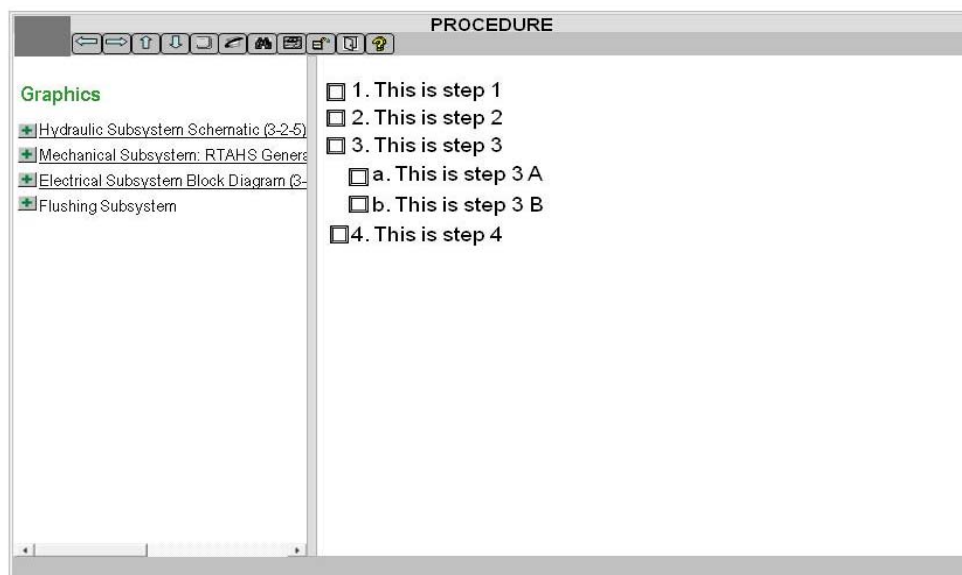 PROCEDURE
Graphics
Hydraulic Subsystem Schematic (3-2-5)
Mechanical Subsystem: RTAHS Genera
Electrical Subsystem Block Diagram (3-
Flushing Subsystem
1. This is step 1
2. This is step 2
3. This is step 3
a. This is step 3 A
b. This is step 3 B
4. This is step 4